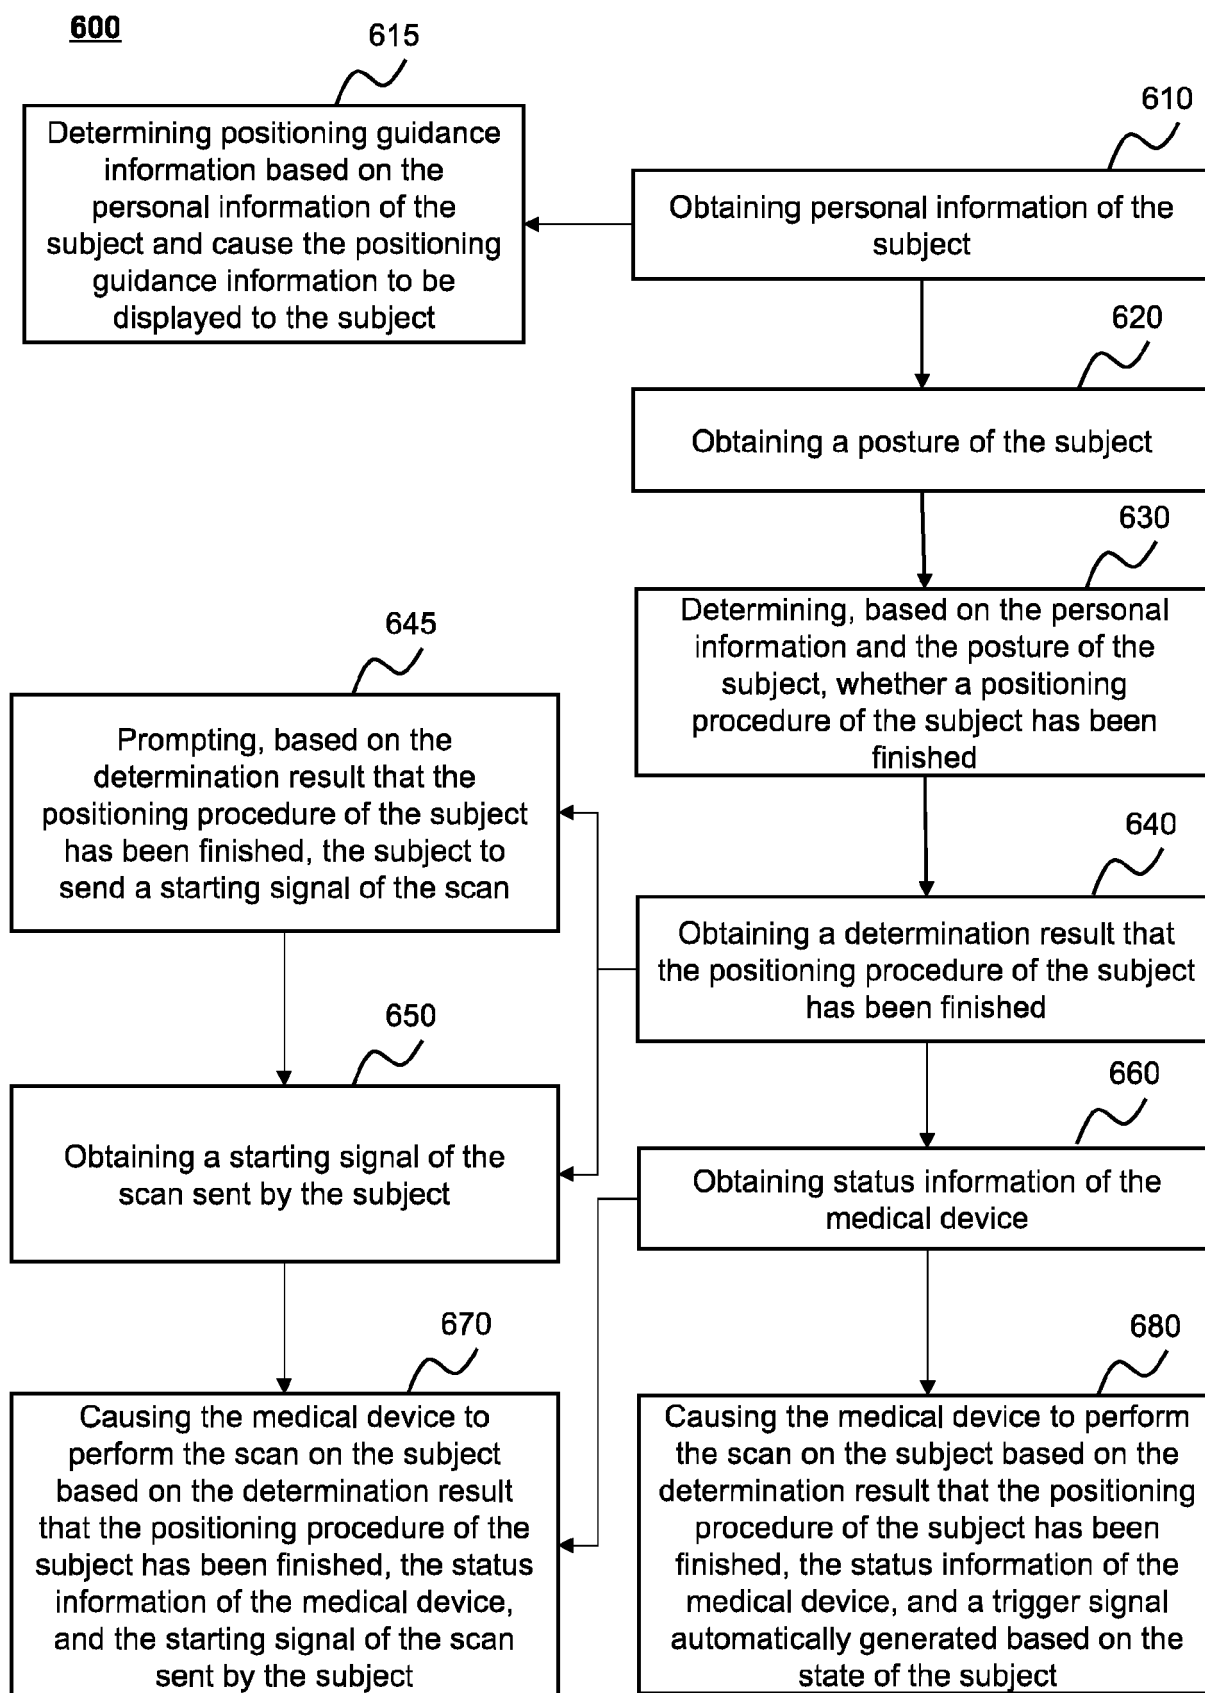 600
615
Determining positioning guidance
information based on the
personal information of the
subject and cause the positioning
guidance information to be
displayed to the subject
610
Obtaining personal information of the
subject
620
Obtaining a posture of the subject
630
Determining, based on the personal
information and the posture of the
subject, whether a positioning
procedure of the subject has been
finished
645
Prompting, based on the
determination result that the
positioning procedure of the subject
has been finished, the subject to
send a starting signal of the scan
640
Obtaining a determination result that
the positioning procedure of the subject
has been finished
650
Obtaining a starting signal of the
scan sent by the subject
660
Obtaining status information of the
medical device
670
Causing the medical device to
perform the scan on the subject
based on the determination result
that the positioning procedure of the
subject has been finished, the status
information of the medical device,
and the starting signal of the scan
sent by the subject
680
Causing the medical device to perform
the scan on the subject based on the
determination result that the positioning
procedure of the subject has been
finished, the status information of the
medical device, and a trigger signal
automatically generated based on the
state of the subject